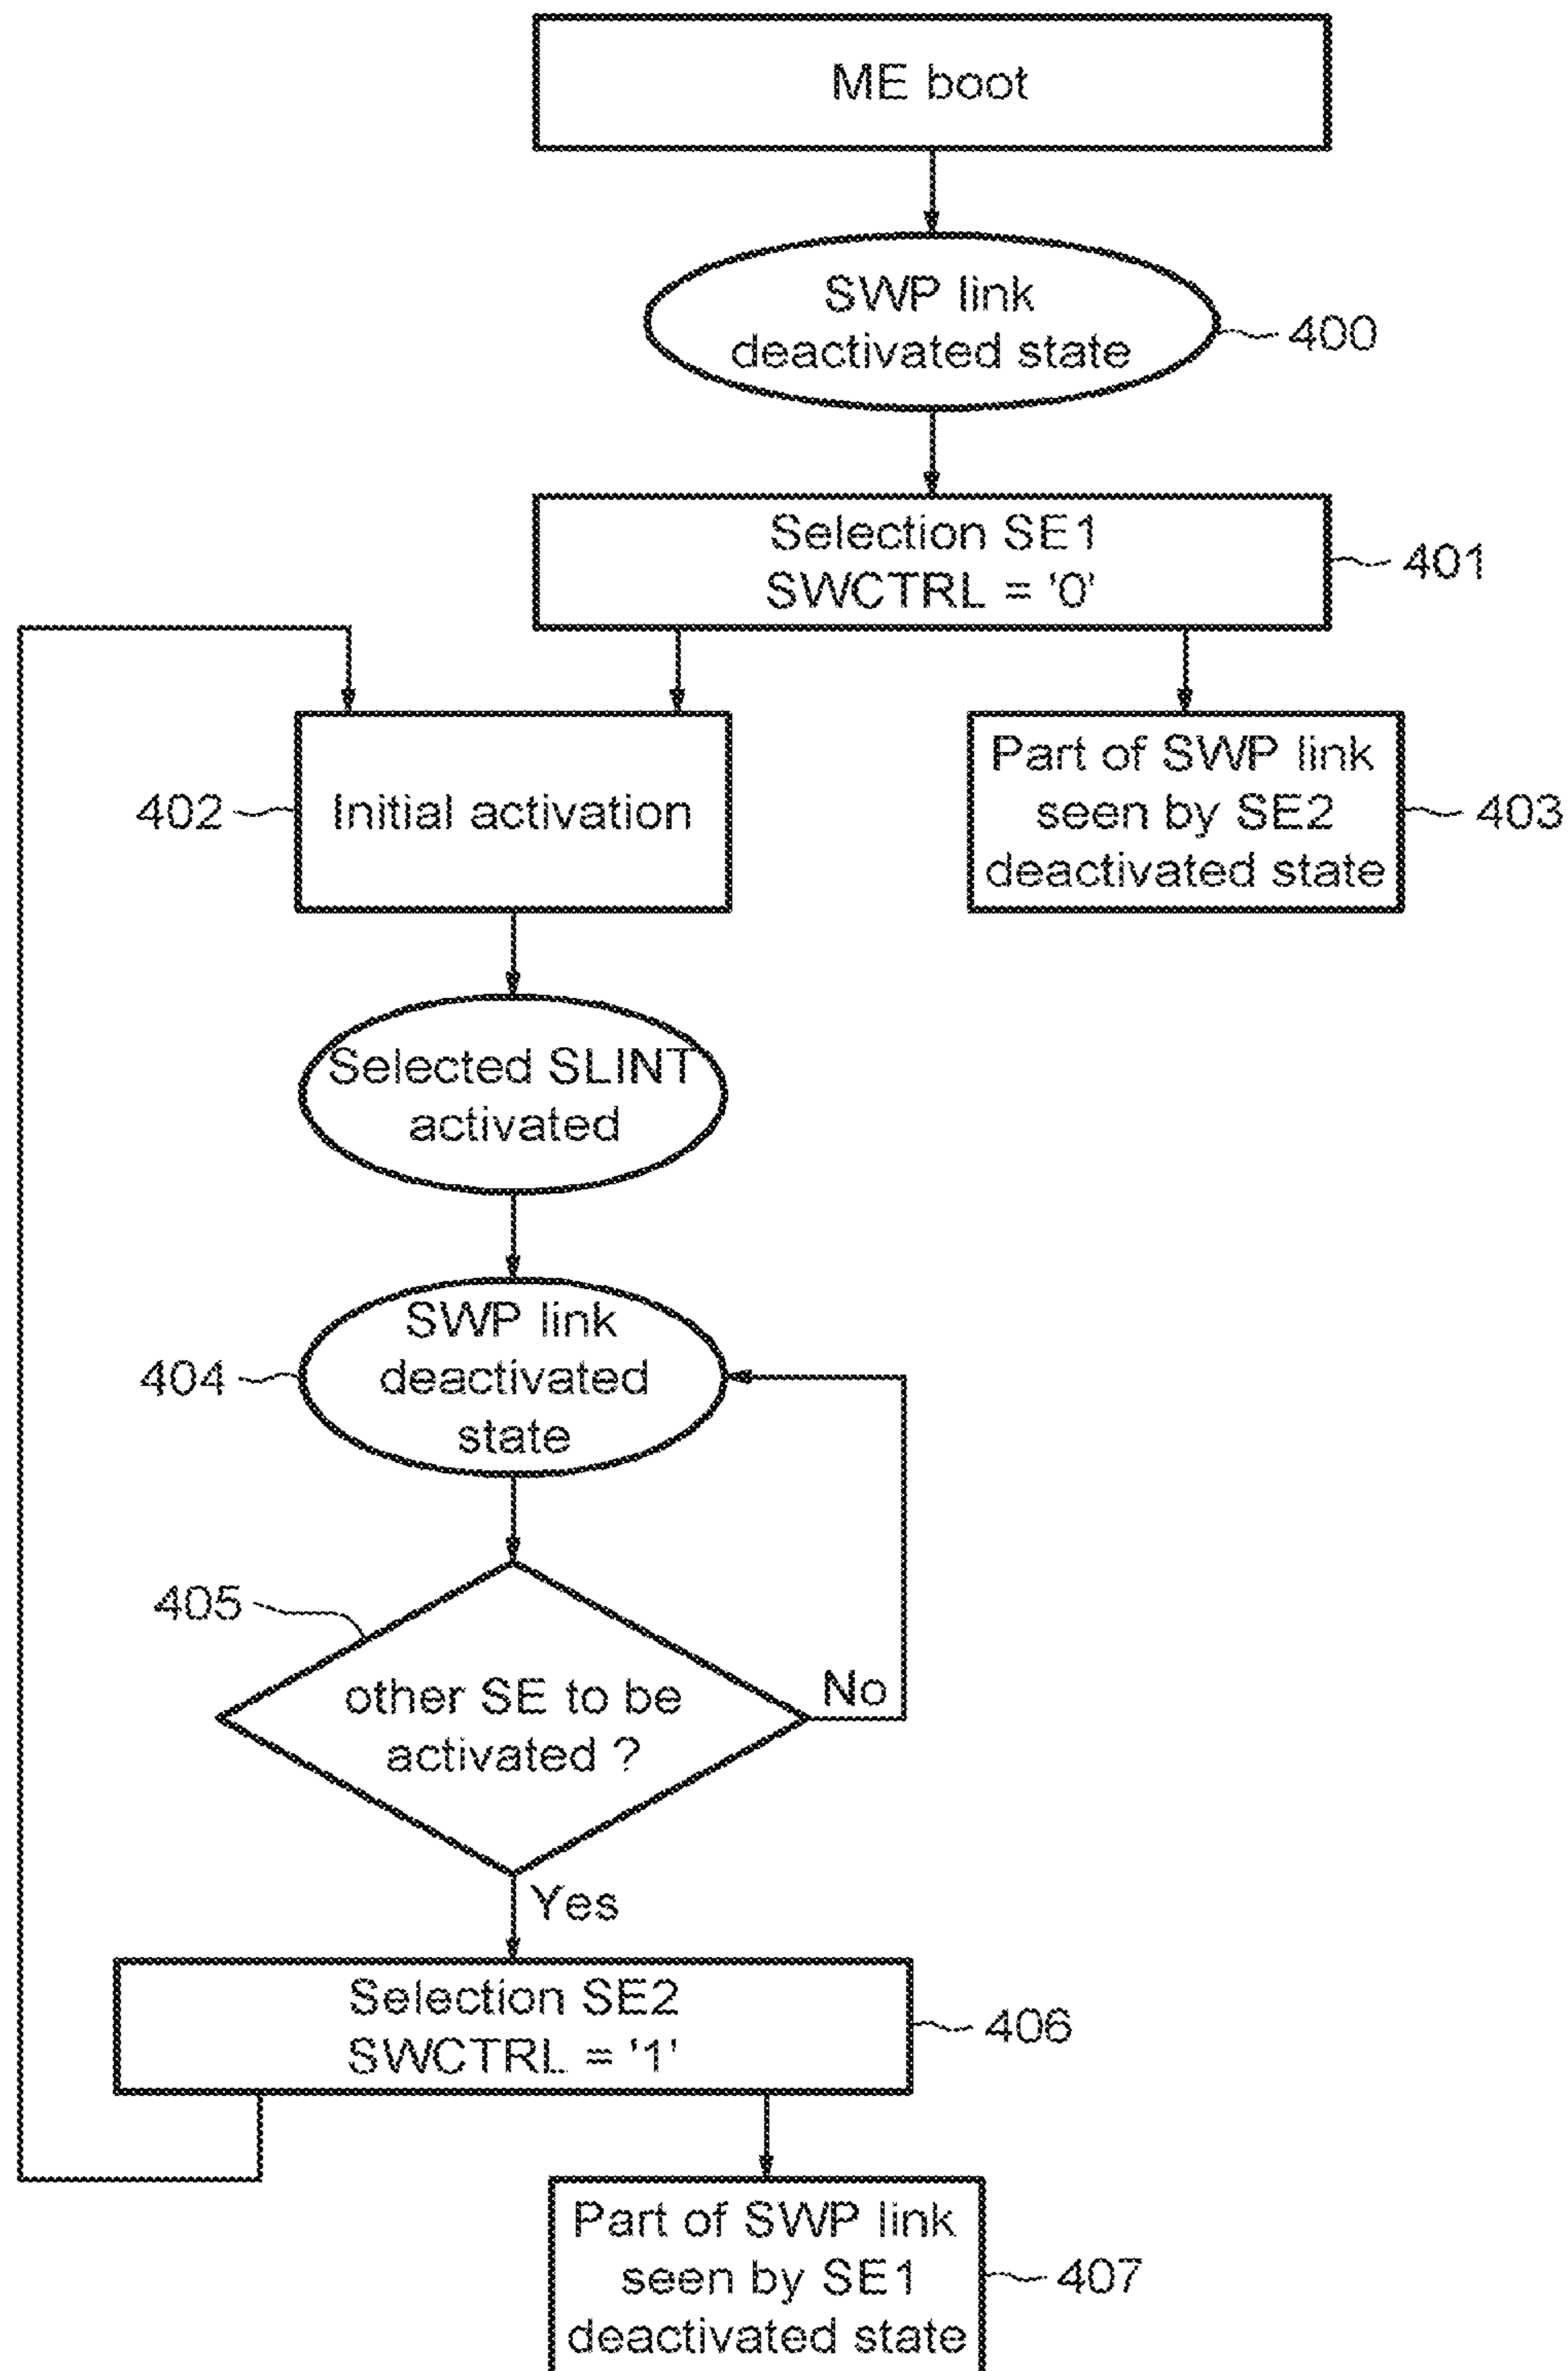 ME boot
SWP link
deactivated state
400
Selection SE1
SWCTRL = '0'
401
402
Initial activation
Part of SWP link
seen by SE2
deactivated state
403
Selected SLINT
activated
SWP link
deactivated
state
404
405
other SE to be
activated ?
No
Yes
Selection SE2
SWCTRL = '1'
406
Part of SWP link
seen by SE1
deactivated state
407